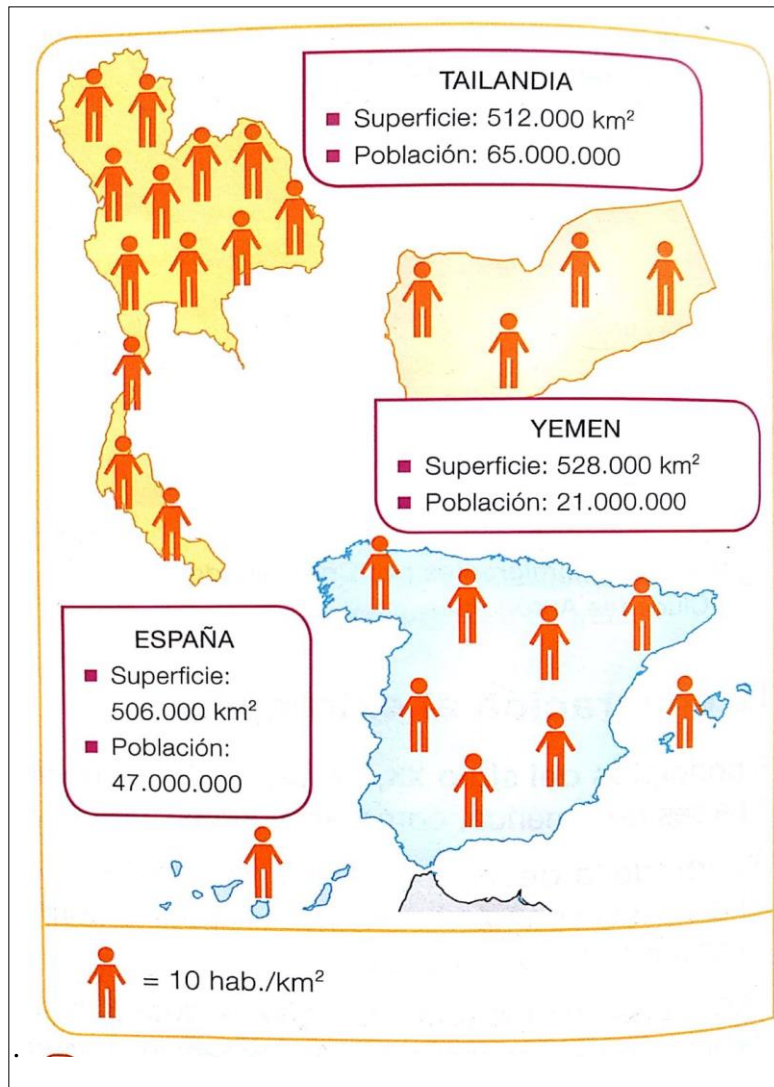 TAILANDIA
■ Superficie: 512.000 km²
■ Población: 65.000.000
YEMEN
■ Superficie: 528.000 km²
■ Población: 21.000.000
ESPAÑA
■ Superficie:
506.000 km²
■ Población:
47.000.000
= 10 hab./km²